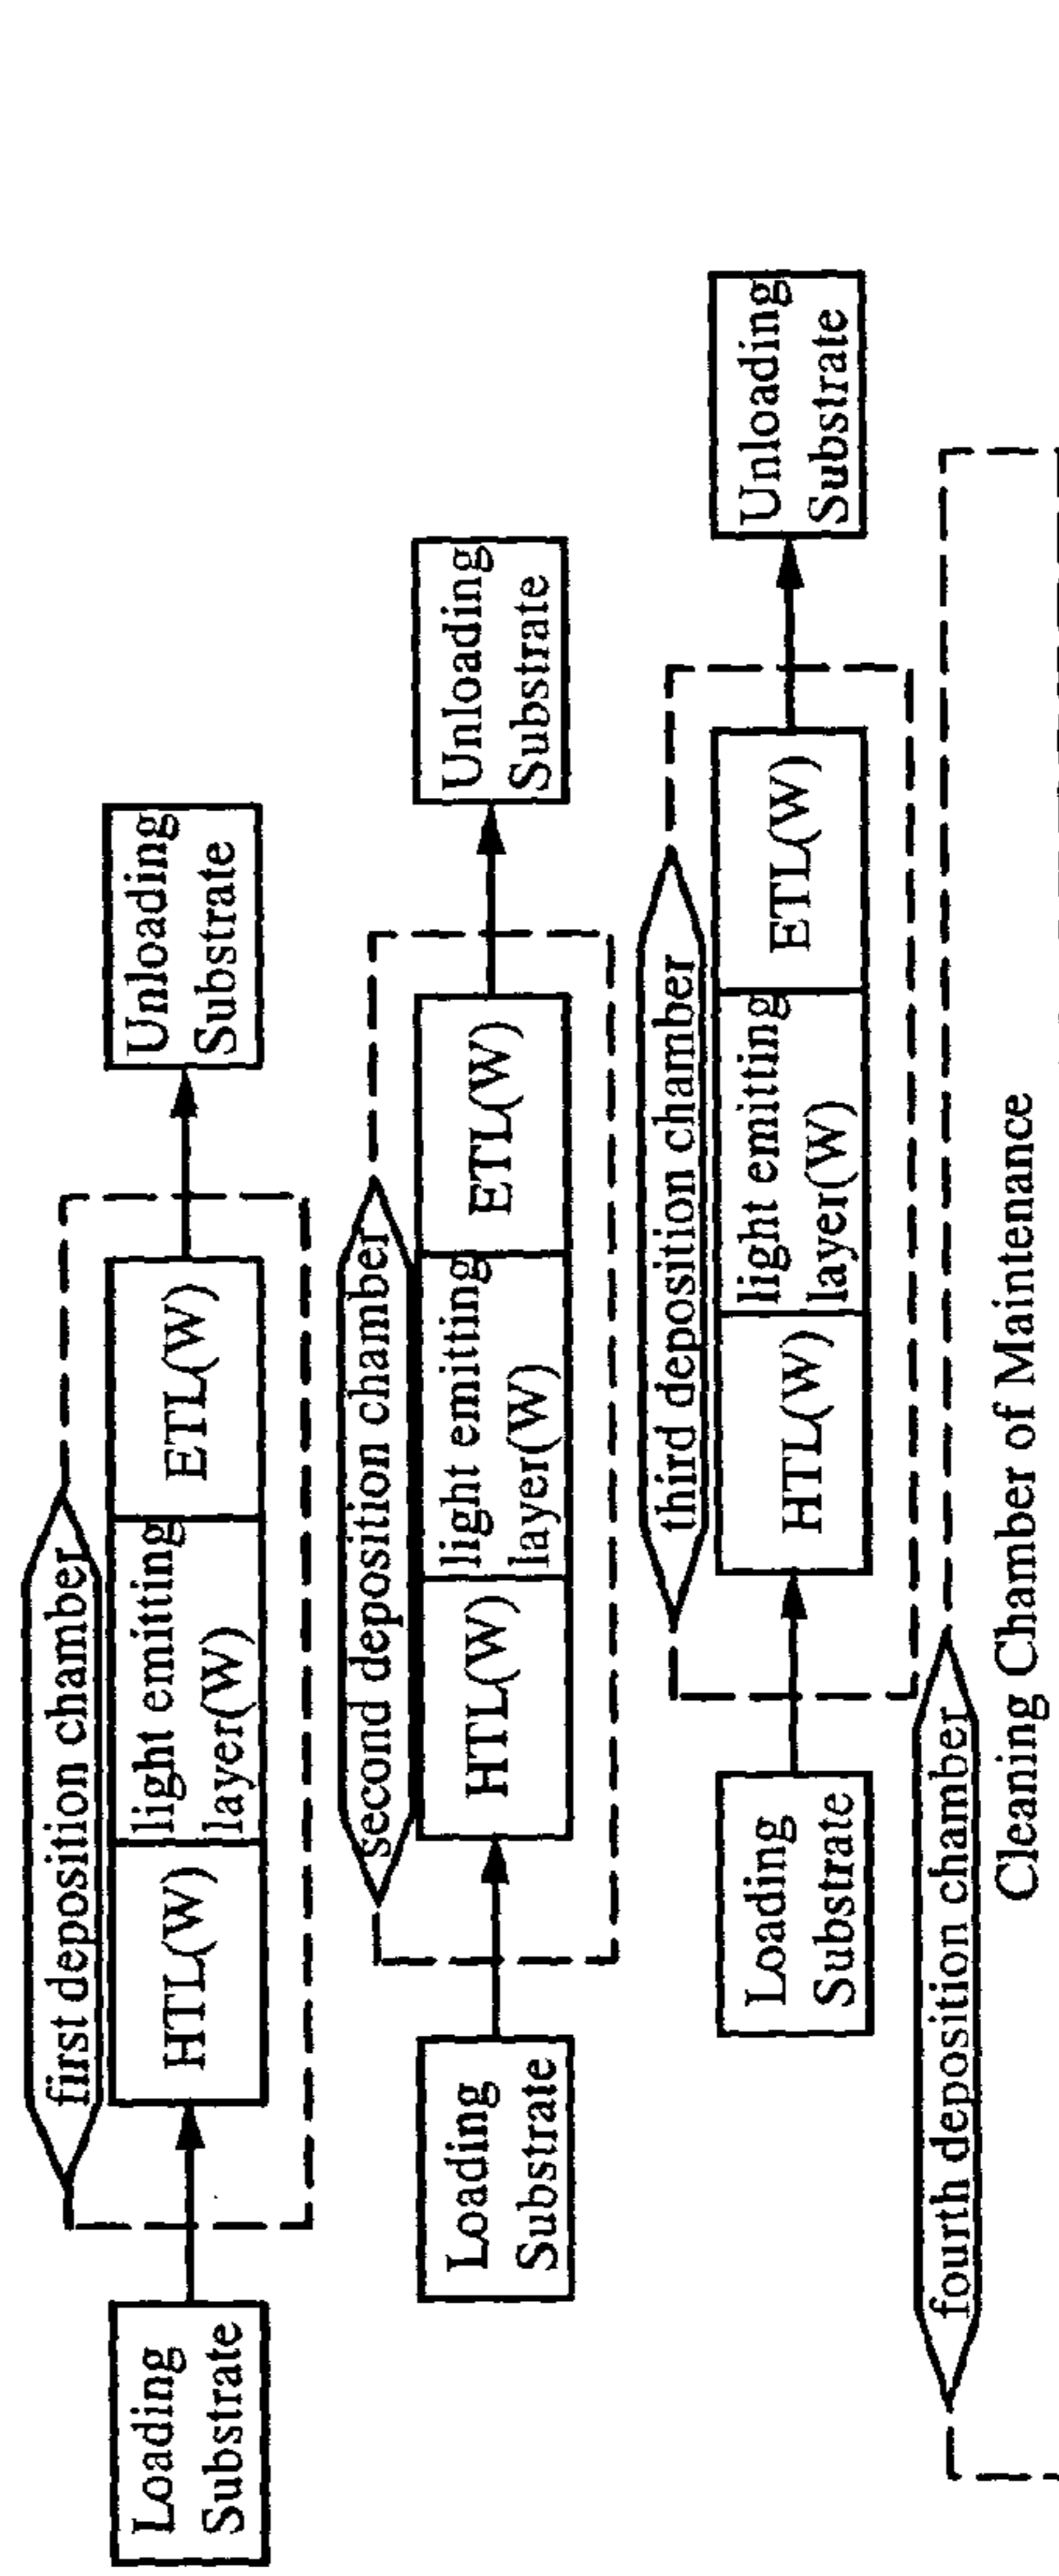 first deposition chamber
Loading
Substrate
HTL(W)
light emitting
layer(W)
ETL(W)
Unloading
Substrate
second deposition chamber
Loading
Substrate
HTL(W)
light emitting
layer(W)
ETL(W)
Unloading
Substrate
third deposition chamber
Loading
Substrate
HTL(W)
light emitting
layer(W)
ETL(W)
Unloading
Substrate
fourth deposition chamber
Cleaning Chamber of Maintenance